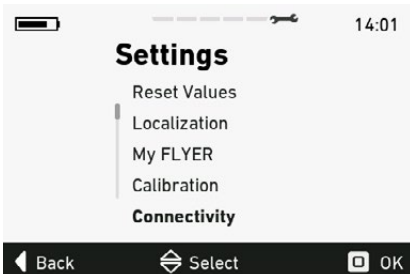 14:01
Settings
Reset Values
Localization
My FLYER
Calibration
Connectivity
Back Select OK